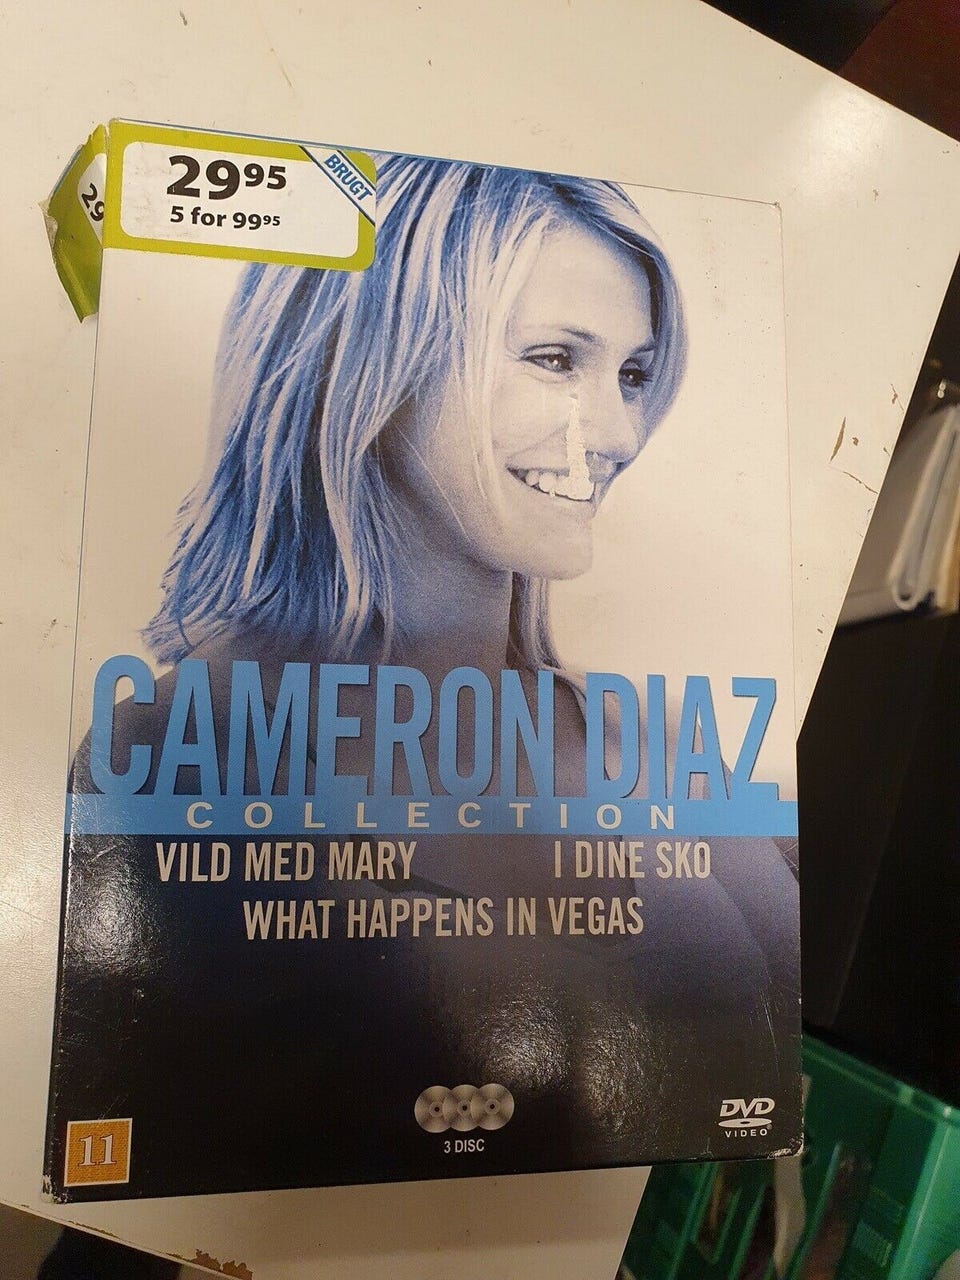 29
29⁹⁵
BRUGT
5 for 99⁹⁵
CAMERON DIAZ
COLLECTION
VILD MED MARY
I DINE SKO
WHAT HAPPENS IN VEGAS
11
3 DISC
DVD
VIDEO